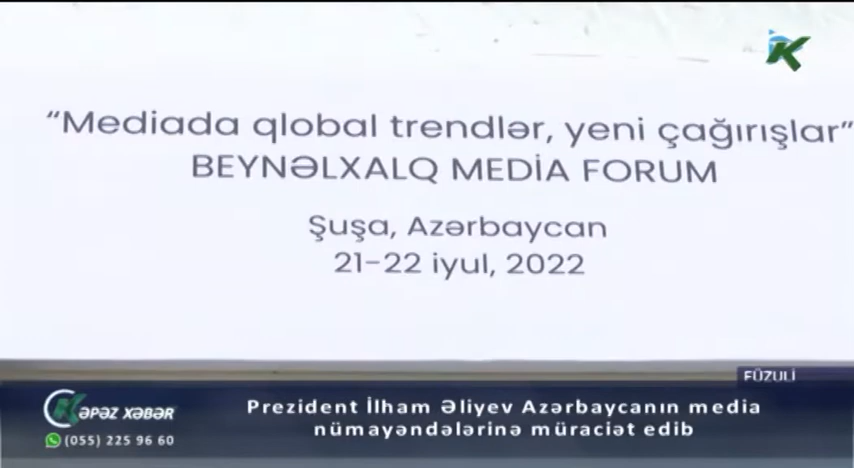 “Mediada qlobal trendlər, yeni çağırışlar”
BEYNƏLXALQ MEDİA FORUM
Şuşa, Azərbaycan
21-22 iyul, 2022
FÜZULİ
KƏPƏZ XƏBƏR
(055) 225 96 60
Prezident İlham Əliyev Azərbaycanın media
nümayəndələrinə müraciət edib